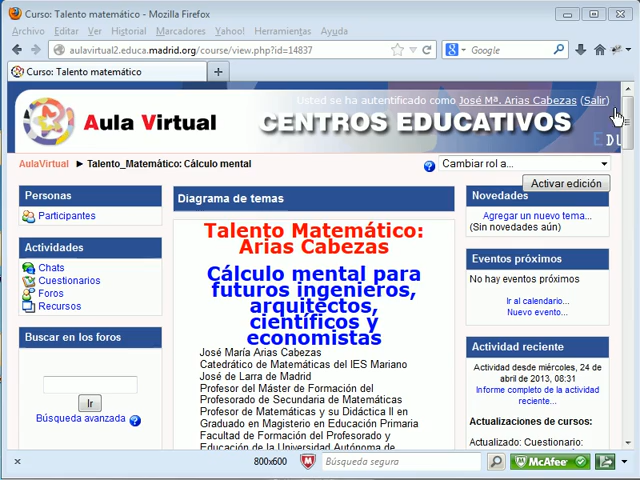 Curso: Talento matemático - Mozilla Firefox
Archivo Editar Ver Historial Marcadores Yahoo! Herramientas Ayuda
aulavirtual2.educa.madrid.org/course/view.php?id=14837
Google
Curso: Talento matemático
Usted se ha autentificado como José Mª. Arias Cabezas (Salir)
Aula Virtual
CENTROS EDUCATIVOS
EDU
AulaVirtual ► Talento_Matemático: Cálculo mental
Cambiar rol a...
Activar edición
Personas
Participantes
Actividades
Chats
Cuestionarios
Foros
Recursos
Buscar en los foros
Ir
Búsqueda avanzada
Diagrama de temas
Talento Matemático:
Arias Cabezas
Cálculo mental para
futuros ingenieros,
arquitectos,
científicos y
economistas
José María Arias Cabezas
Catedrático de Matemáticas del IES Mariano
José de Larra de Madrid
Profesor del Máster de Formación del
Profesorado de Secundaria de Matemáticas
Profesor de Matemáticas y su Didáctica II en
Graduado en Magisterio en Educación Primaria
Facultad de Formación del Profesorado y
Educación de la Universidad Autónoma de
Novedades
Agregar un nuevo tema...
(Sin novedades aún)
Eventos próximos
No hay eventos próximos
Ir al calendario...
Nuevo evento...
Actividad reciente
Actividad desde miércoles, 24
de abril de 2013, 08:31
Informe completo de la actividad
reciente...
Actualizaciones de cursos:
Actualizado: Cuestionario:
800x600
Búsqueda segura
McAfee